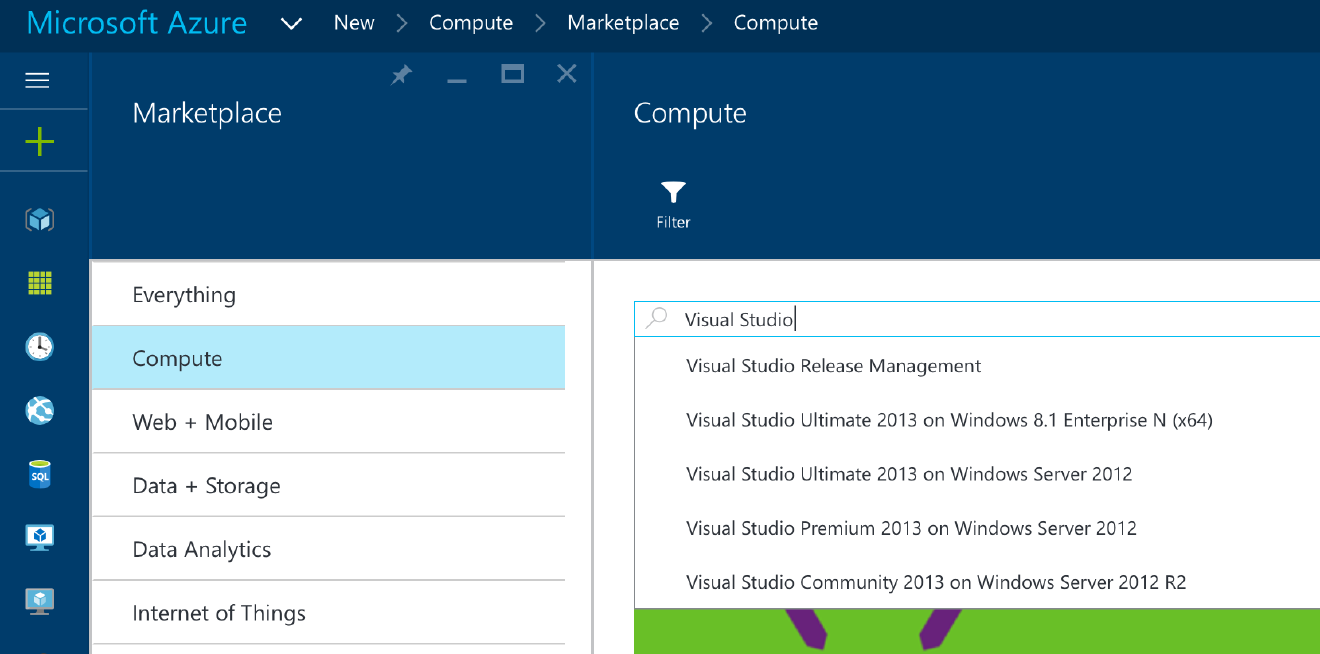 Microsoft Azure New Compute Marketplace Compute
Marketplace
Compute
Filter
Everything
Compute
Web + Mobile
Data + Storage
Data Analytics
Internet of Things
Visual Studio
Visual Studio Release Management
Visual Studio Ultimate 2013 on Windows 8.1 Enterprise N (x64)
Visual Studio Ultimate 2013 on Windows Server 2012
Visual Studio Premium 2013 on Windows Server 2012
Visual Studio Community 2013 on Windows Server 2012 R2
SQL